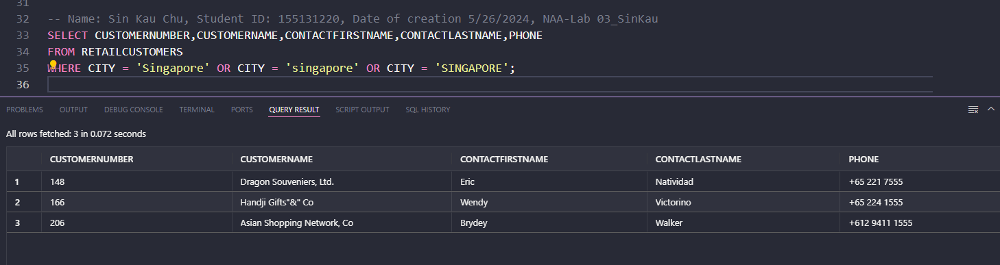 31
32 -- Name: Sin Kau Chu, Student ID: 155131220, Date of creation 5/26/2024, NAA-Lab 03_SinKau
33 SELECT CUSTOMERNUMBER,CUSTOMERNAME,CONTACTFIRSTNAME,CONTACTLASTNAME,PHONE
34 FROM RETAILCUSTOMERS
35 WHERE CITY = 'Singapore' OR CITY = 'singapore' OR CITY = 'SINGAPORE';
36
PROBLEMS OUTPUT DEBUG CONSOLE TERMINAL PORTS QUERY RESULT SCRIPT OUTPUT SQL HISTORY
All rows fetched: 3 in 0.072 seconds
CUSTOMERNUMBER CUSTOMERNAME CONTACTFIRSTNAME CONTACTLASTNAME PHONE
1 148 Dragon Souveniers, Ltd. Eric Natividad +65 221 7555
2 166 Handji Gifts"&" Co Wendy Victorino +65 224 1555
3 206 Asian Shopping Network, Co Brydey Walker +612 9411 1555